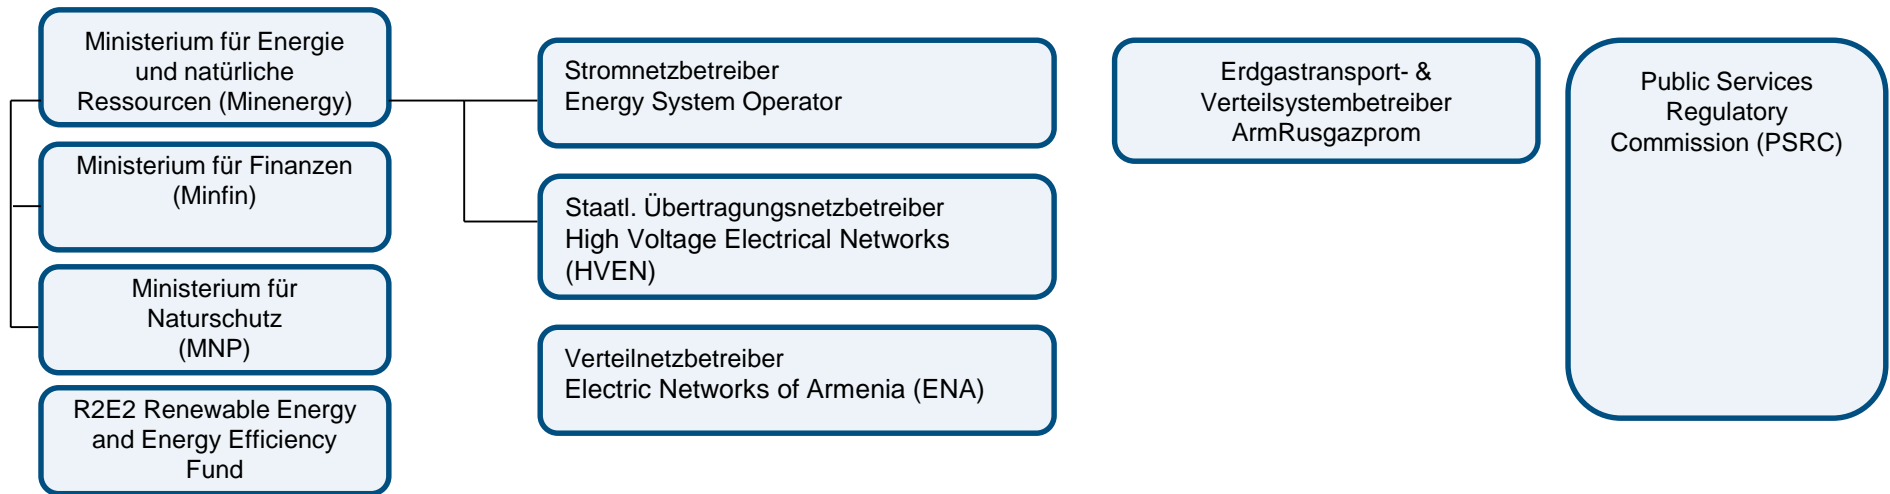 Ministerium für Energie
und natürliche
Ressourcen (Minenergy)
Ministerium für Finanzen
(Minfin)
Ministerium für
Naturschutz
(MNP)
R2E2 Renewable Energy
and Energy Efficiency
Fund
Stromnetzbetreiber
Energy System Operator
Staatl. Übertragungsnetzbetreiber
High Voltage Electrical Networks
(HVEN)
Verteilnetzbetreiber
Electric Networks of Armenia (ENA)
Erdgastransport- &
Verteilsystembetreiber
ArmRusgazprom
Public Services
Regulatory
Commission (PSRC)